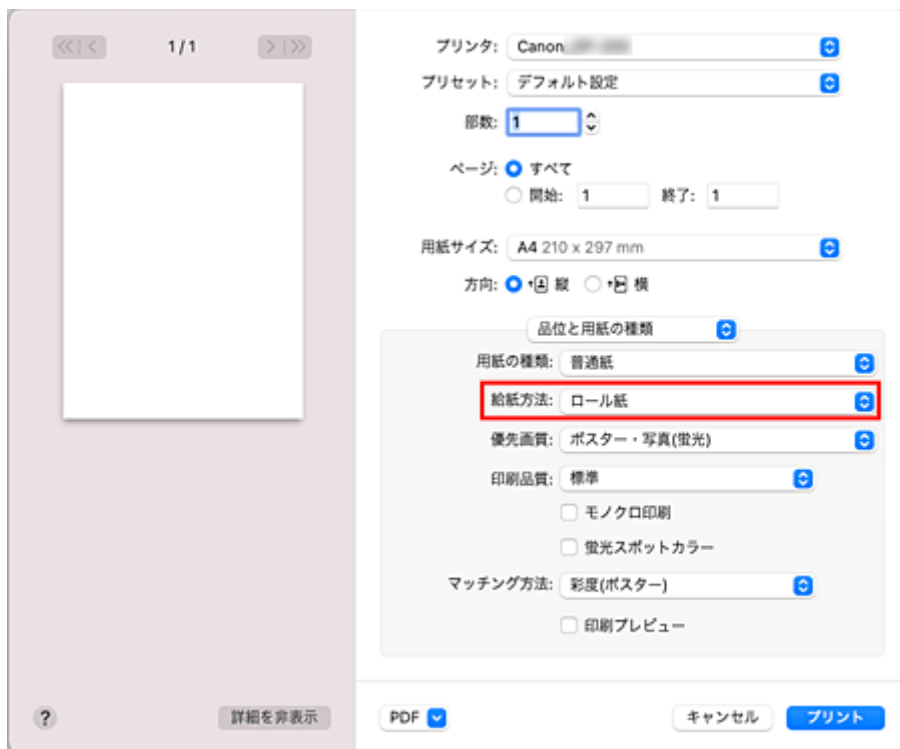 1/1
プリンタ: Canon
プリセット: デフォルト設定
部数: 1
ページ: すべて
開始: 1 終了: 1
用紙サイズ: A4 210 x 297 mm
方向: 縦 横
品位と用紙の種類
用紙の種類: 普通紙
給紙方法: ロール紙
優先画質: ポスター・写真(蛍光)
印刷品質: 標準
モノクロ印刷
蛍光スポットカラー
マッチング方法: 彩度(ポスター)
印刷プレビュー
? 詳細を非表示 PDF キャンセル プリント